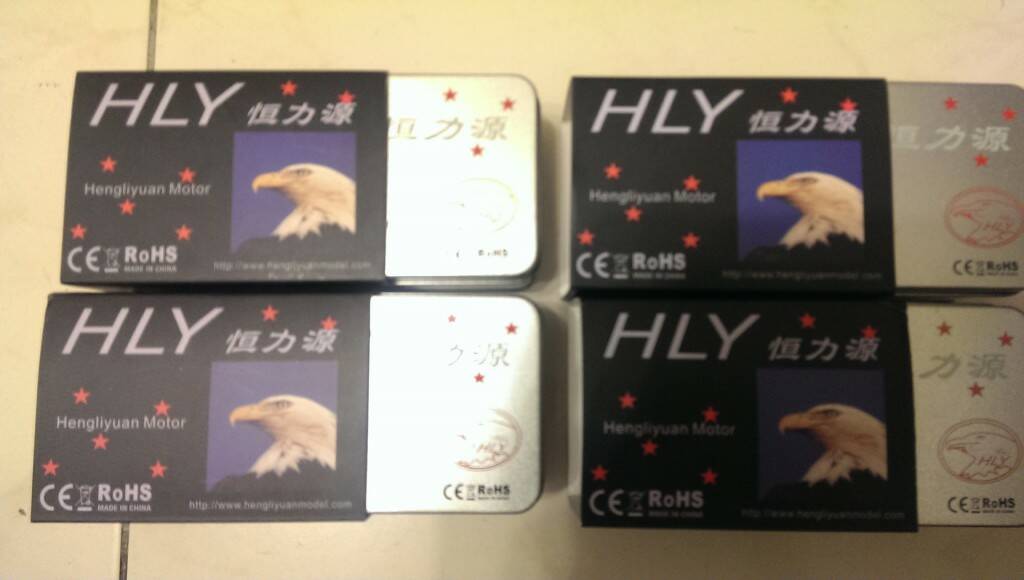 HLY 恒力源
Hengliyuan Motor
CE RoHS
MADE IN CHINA
http://www.hengliyuanmodel.com
恒力源
RoHS
HLY 恒力源
Hengliyuan Motor
CE RoHS
MADE IN CHINA
http://www.hengliyuanmodel.com
恒力源
HLY
CE RoHS
HLY 恒力源
Hengliyuan Motor
CE RoHS
MADE IN CHINA
http://www.hengliyuanmodel.com
力源
HLY
CE RoHS
HLY 恒力源
Hengliyuan Motor
CE RoHS
MADE IN CHINA
http://www.hengliyuanmodel.com
力源
HLY
CE RoHS